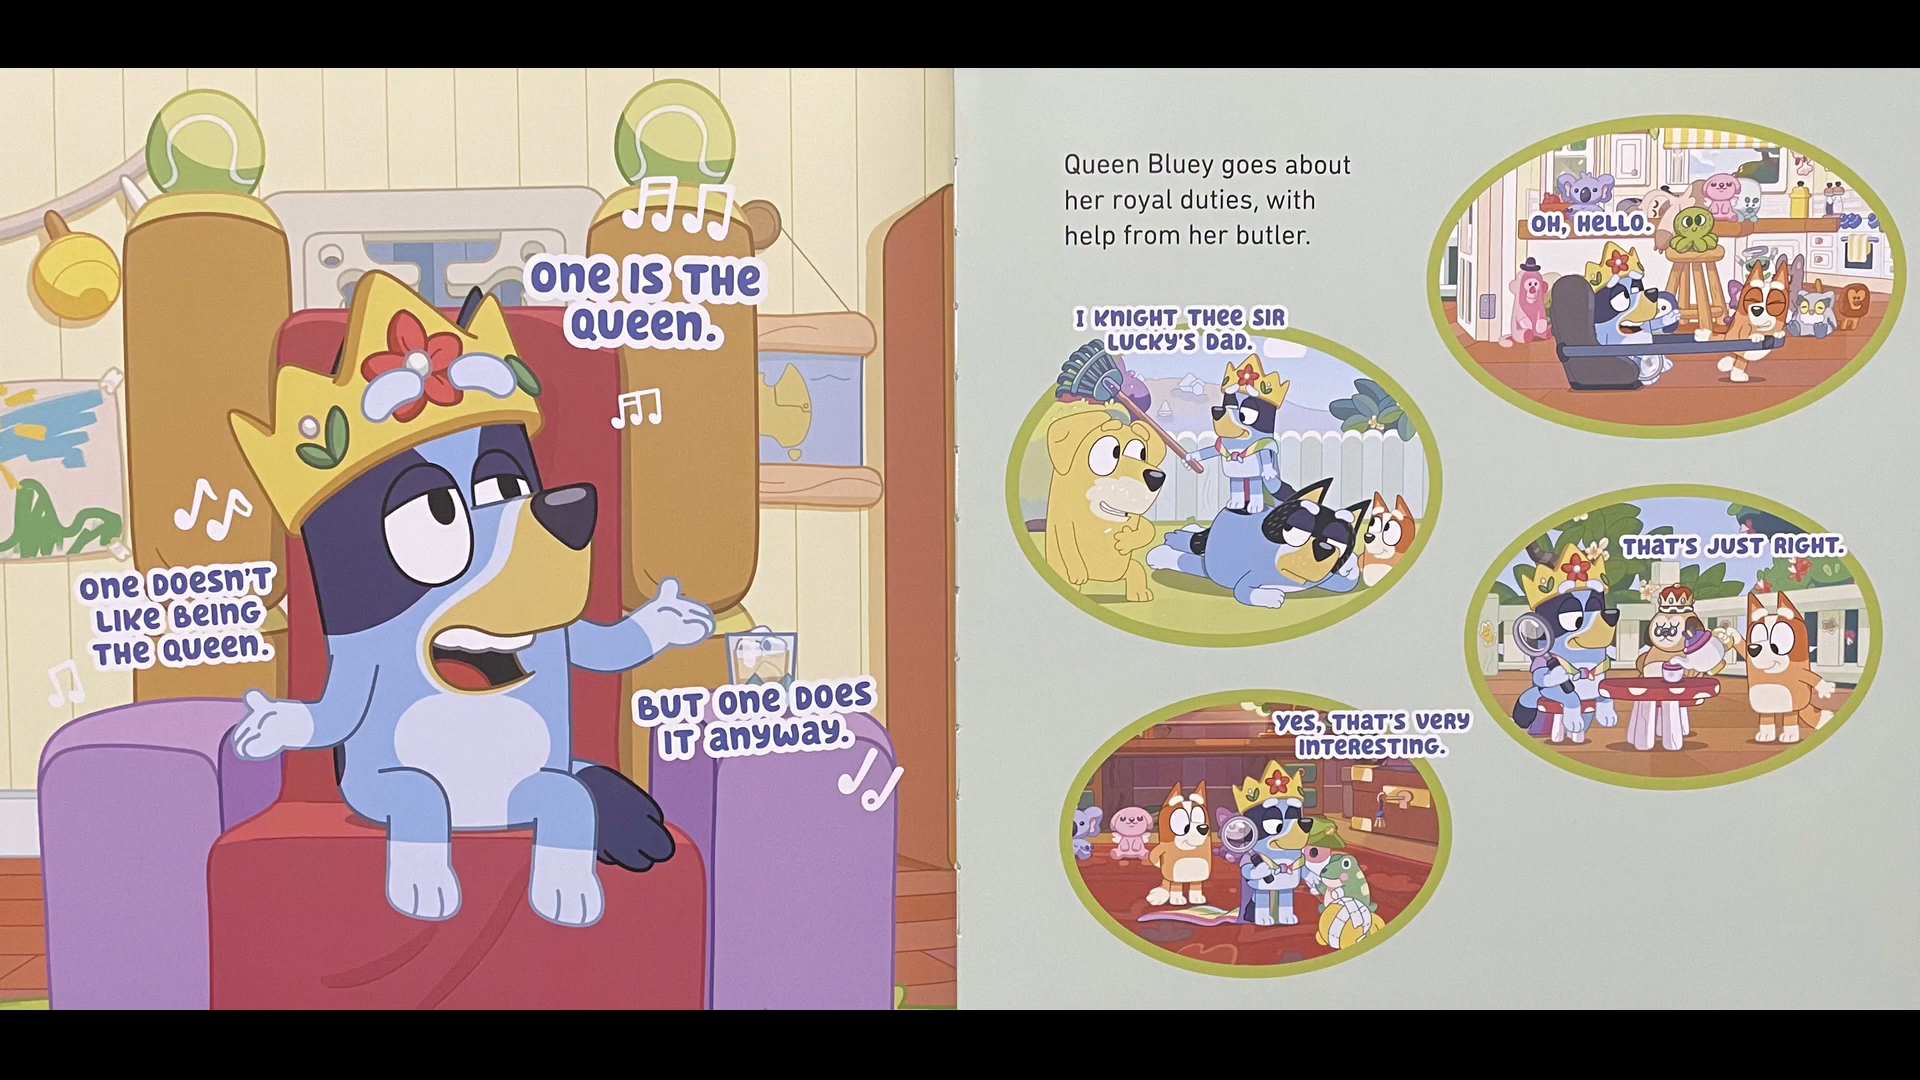 One is the
Queen.
One doesn't
like being
the Queen.
But one does
it anyway.
Queen Bluey goes about
her royal duties, with
help from her butler.
Oh, hello.
I knight thee Sir
Lucky's Dad.
That's just right.
Yes, that's very
interesting.